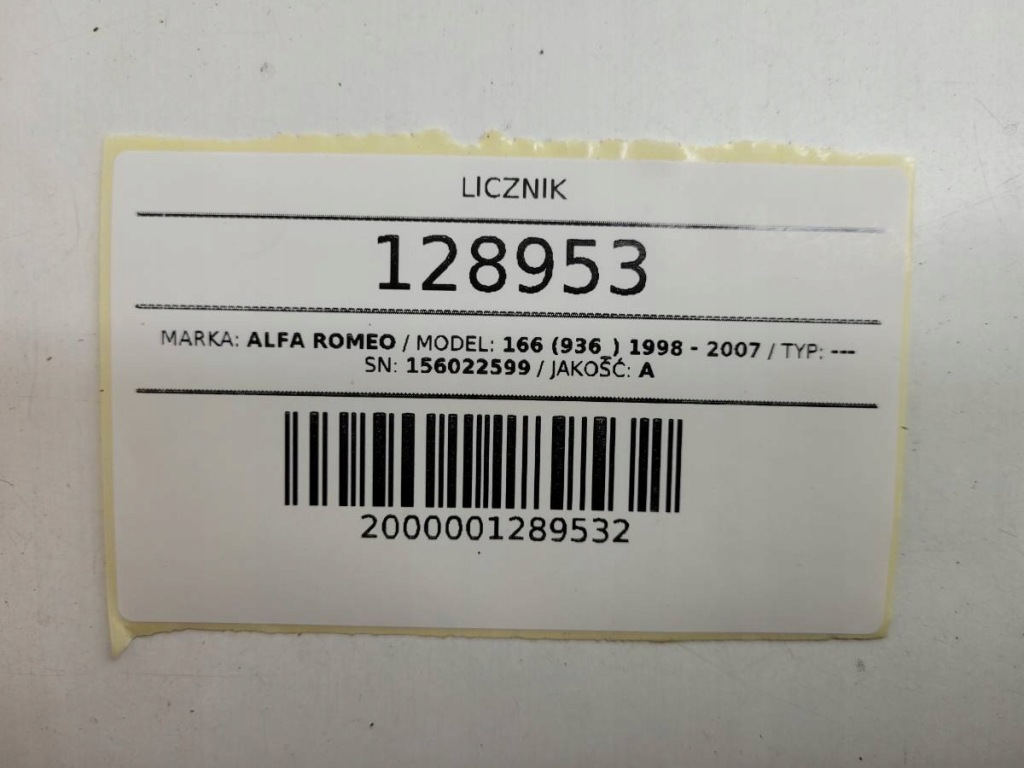 LICZNIK
128953
MARKA: ALFA ROMEO / MODEL: 166 (936_) 1998 - 2007 / TYP: ---
SN: 156022599 / JAKOŚĆ: A
2000001289532